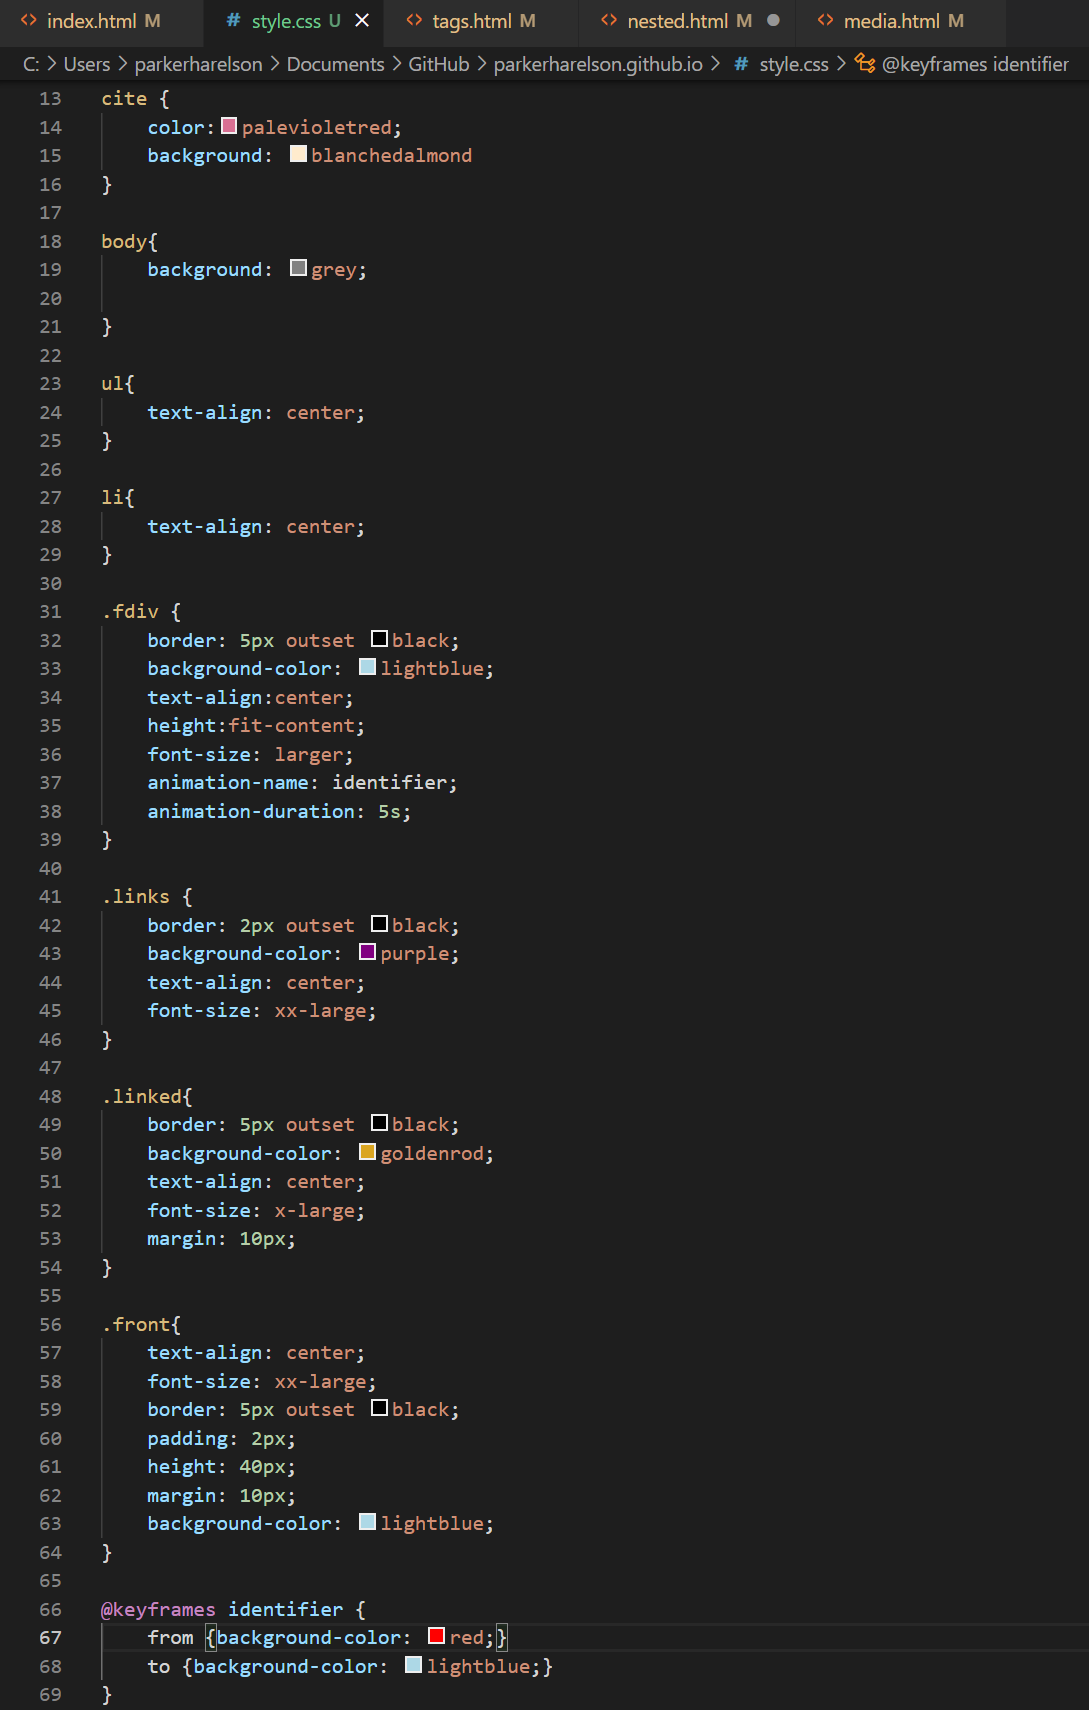 <> index.html M # style.css U × <> tags.html M <> nested.html M ● <> media.html M
C: > Users > parkerharelson > Documents > GitHub > parkerharelson.github.io > # style.css > @keyframes identifier
13 cite {
14 color: palevioletred;
15 background: blanchedalmond
16 }
17
18 body{
19 background: grey;
20
21 }
22
23 ul{
24 text-align: center;
25 }
26
27 li{
28 text-align: center;
29 }
30
31 .fdiv {
32 border: 5px outset black;
33 background-color: lightblue;
34 text-align:center;
35 height:fit-content;
36 font-size: larger;
37 animation-name: identifier;
38 animation-duration: 5s;
39 }
40
41 .links {
42 border: 2px outset black;
43 background-color: purple;
44 text-align: center;
45 font-size: xx-large;
46 }
47
48 .linked{
49 border: 5px outset black;
50 background-color: goldenrod;
51 text-align: center;
52 font-size: x-large;
53 margin: 10px;
54 }
55
56 .front{
57 text-align: center;
58 font-size: xx-large;
59 border: 5px outset black;
60 padding: 2px;
61 height: 40px;
62 margin: 10px;
63 background-color: lightblue;
64 }
65
66 @keyframes identifier {
67 from {background-color: red;}
68 to {background-color: lightblue;}
69 }